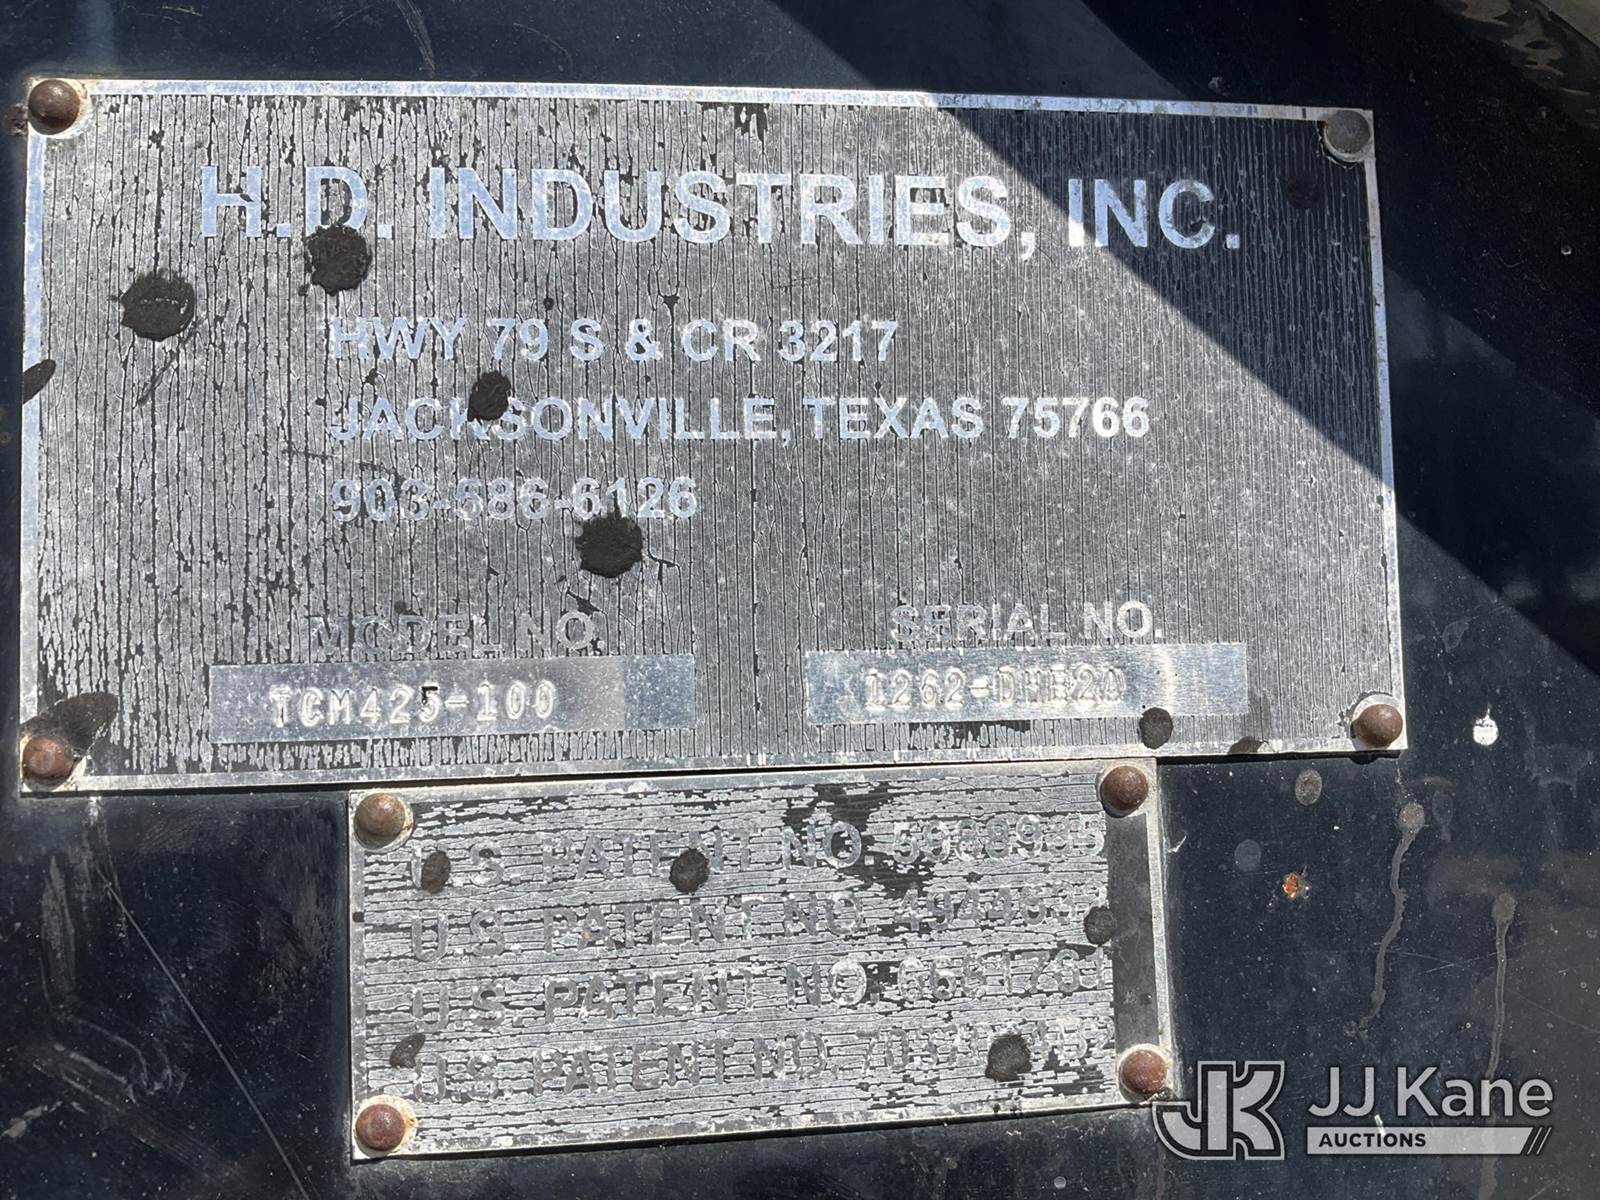 H.D. INDUSTRIES, INC.
HWY 79 S & CR 3217
JACKSONVILLE, TEXAS 75766
903-586-6126
MODEL NO. SERIAL NO.
TCM425-100
U.S. PATENT NO. 5988935
U.S. PATENT NO.
U.S. PATENT NO.
U.S. PATENT NO.
JJ Kane
AUCTIONS